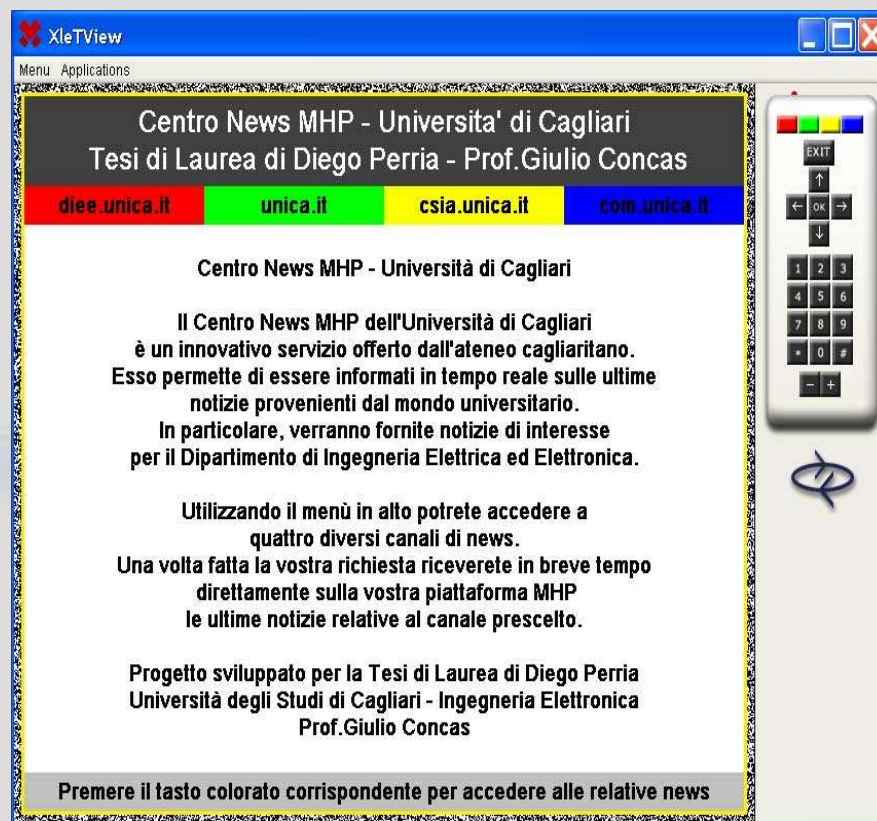 XleTView
Menu Applications
Centro News MHP - Universita' di Cagliari
Tesi di Laurea di Diego Perria - Prof.Giulio Concas
diee.unica.it unica.it csia.unica.it com.unica.it
Centro News MHP - Università di Cagliari
Il Centro News MHP dell'Università di Cagliari
è un innovativo servizio offerto dall'ateneo cagliaritano.
Esso permette di essere informati in tempo reale sulle ultime
notizie provenienti dal mondo universitario.
In particolare, verranno fornite notizie di interesse
per il Dipartimento di Ingegneria Elettrica ed Elettronica.
Utilizzando il menù in alto potrete accedere a
quattro diversi canali di news.
Una volta fatta la vostra richiesta riceverete in breve tempo
direttamente sulla vostra piattaforma MHP
le ultime notizie relative al canale prescelto.
Progetto sviluppato per la Tesi di Laurea di Diego Perria
Università degli Studi di Cagliari - Ingegneria Elettronica
Prof.Giulio Concas
Premere il tasto colorato corrispondente per accedere alle relative news
EXIT
↑
← OK →
↓
1 2 3
4 5 6
7 8 9
* 0 #
- +